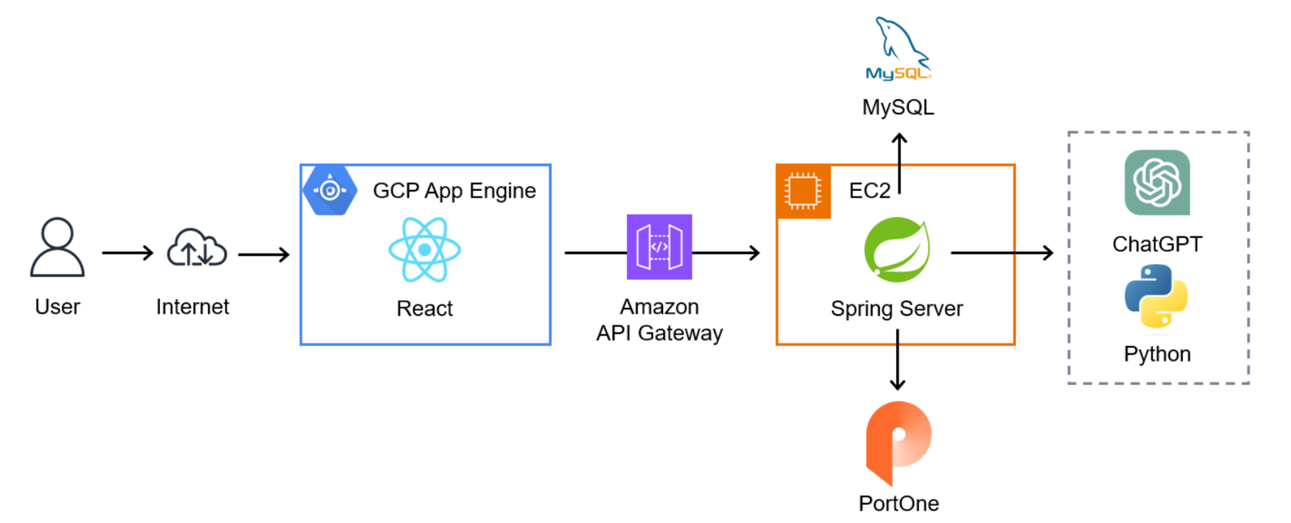 MySQL
MySQL
GCP App Engine
EC2
ChatGPT
User
Internet
React
Amazon
API Gateway
Spring Server
Python
PortOne